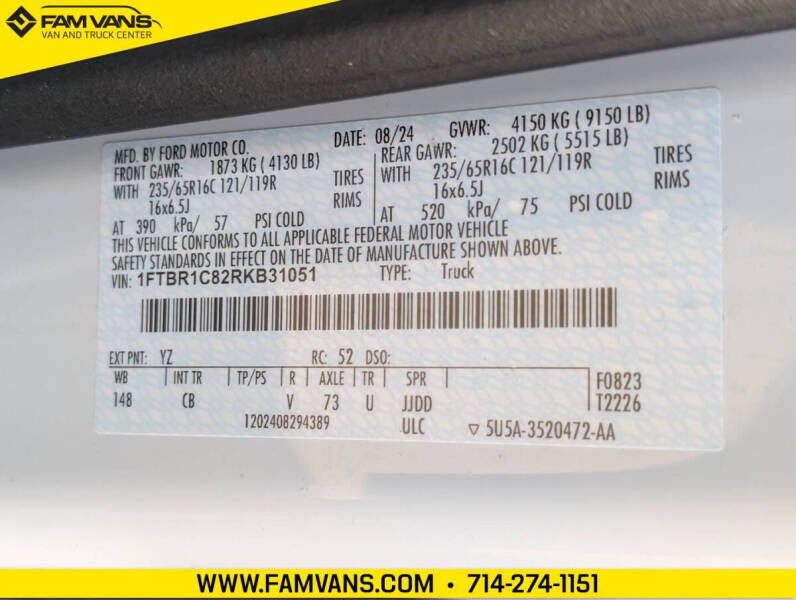 FAM VANS
VAN AND TRUCK CENTER
MFD. BY FORD MOTOR CO. DATE: 08/24 GVWR: 4150 KG ( 9150 LB)
FRONT GAWR: 1873 KG ( 4130 LB) REAR GAWR: 2502 KG ( 5515 LB)
WITH 235/65R16C 121/119R TIRES WITH 235/65R16C 121/119R TIRES
16x6.5J RIMS 16x6.5J RIMS
AT 390 kPa/ 57 PSI COLD AT 520 kPa/ 75 PSI COLD
THIS VEHICLE CONFORMS TO ALL APPLICABLE FEDERAL MOTOR VEHICLE
SAFETY STANDARDS IN EFFECT ON THE DATE OF MANUFACTURE SHOWN ABOVE.
VIN: 1FTBR1C82RKB31051 TYPE: Truck
EXT PNT: YZ RC: 52 DSO:
WB INT TR TP/PS R AXLE TR SPR F0823
148 CB V 73 U JJDD T2226
1202408294389 ULC ▽ 5U5A-3520472-AA
WWW.FAMVANS.COM • 714-274-1151